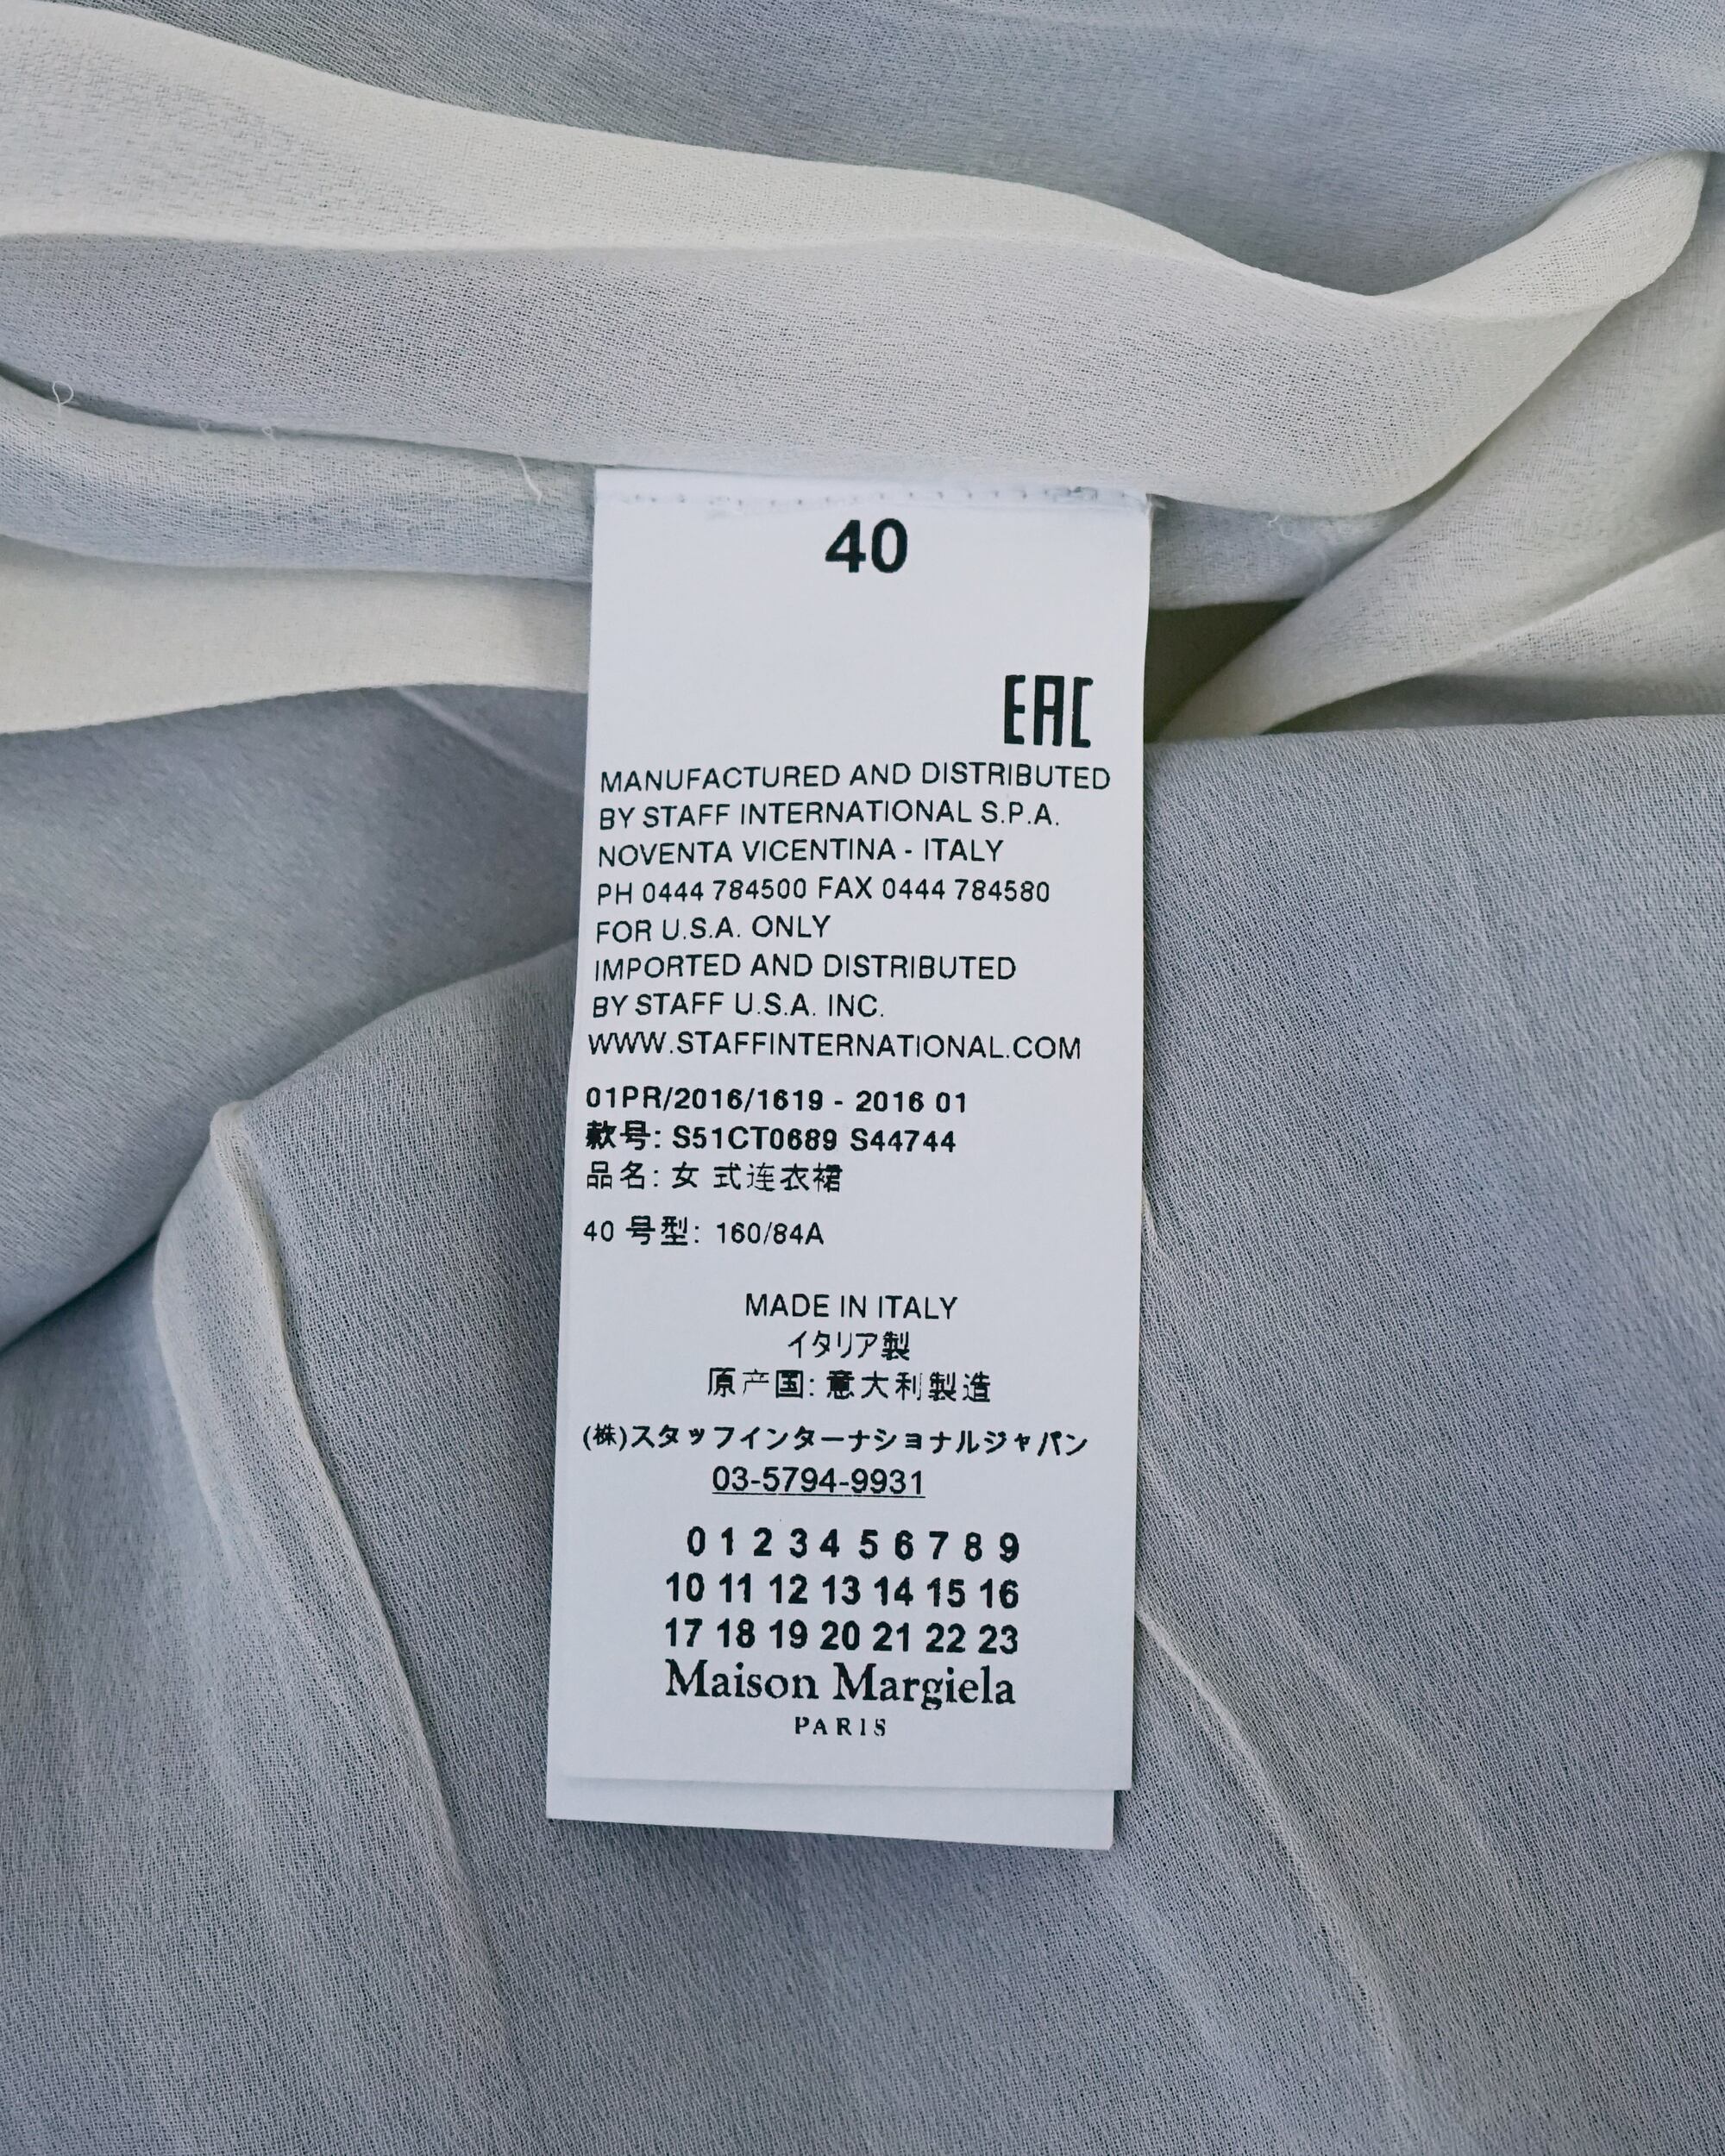 40
EAC
MANUFACTURED AND DISTRIBUTED
BY STAFF INTERNATIONAL S.P.A.
NOVENTA VICENTINA - ITALY
PH 0444 784500 FAX 0444 784580
FOR U.S.A. ONLY
IMPORTED AND DISTRIBUTED
BY STAFF U.S.A. INC.
WWW.STAFFINTERNATIONAL.COM
01PR/2016/1619 - 2016 01
款号: S51CT0689 S44744
品名: 女 式连衣裙
40 号型: 160/84A
MADE IN ITALY
イタリア製
原产国: 意大利製造
(株)スタッフインターナショナルジャパン
03-5794-9931
0 1 2 3 4 5 6 7 8 9
10 11 12 13 14 15 16
17 18 19 20 21 22 23
Maison Margiela
PARIS